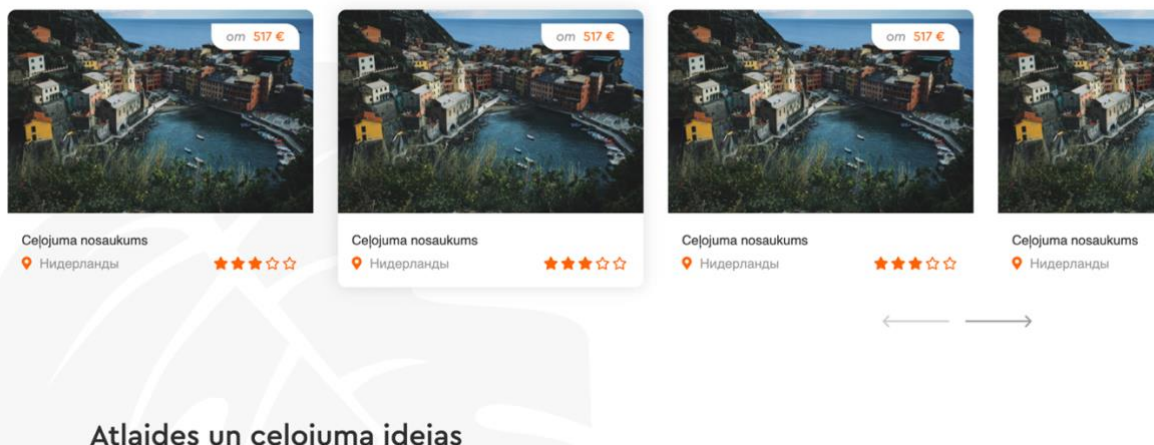 от 517 €
от 517 €
от 517 €
Ceļojuma nosaukums
Нидерланды
Ceļojuma nosaukums
Нидерланды
Ceļojuma nosaukums
Нидерланды
Ceļojuma nosaukums
Нидерланды
Atlaides un ceļojuma idejas